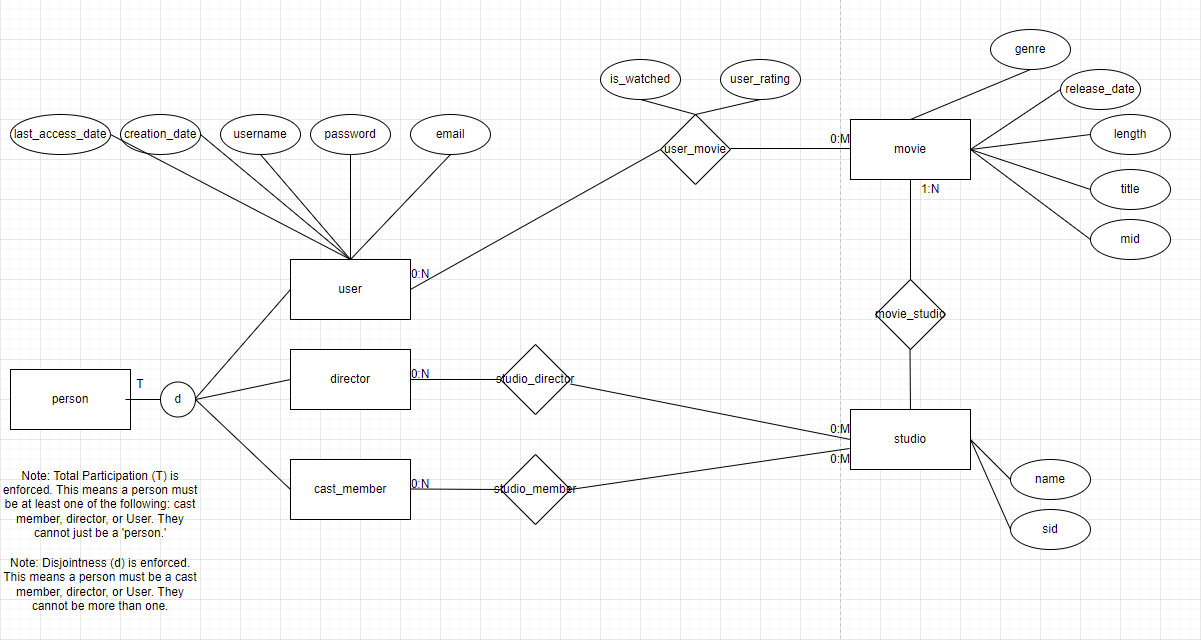 genre
is_watched
user_rating
release_date
last_access_date
creation_date
username
password
email
0:M
user_movie
movie
length
1:N
title
mid
0:N
user
movie_studio
person
T
d
director
0:N
studio_director
0:M
studio
0:M
cast_member
0:N
studio_member
name
sid
Note: Total Participation (T) is
enforced. This means a person must
be at least one of the following: cast
member, director, or User. They
cannot just be a 'person.'
Note: Disjointness (d) is enforced.
This means a person must be a cast
member, director, or User. They
cannot be more than one.